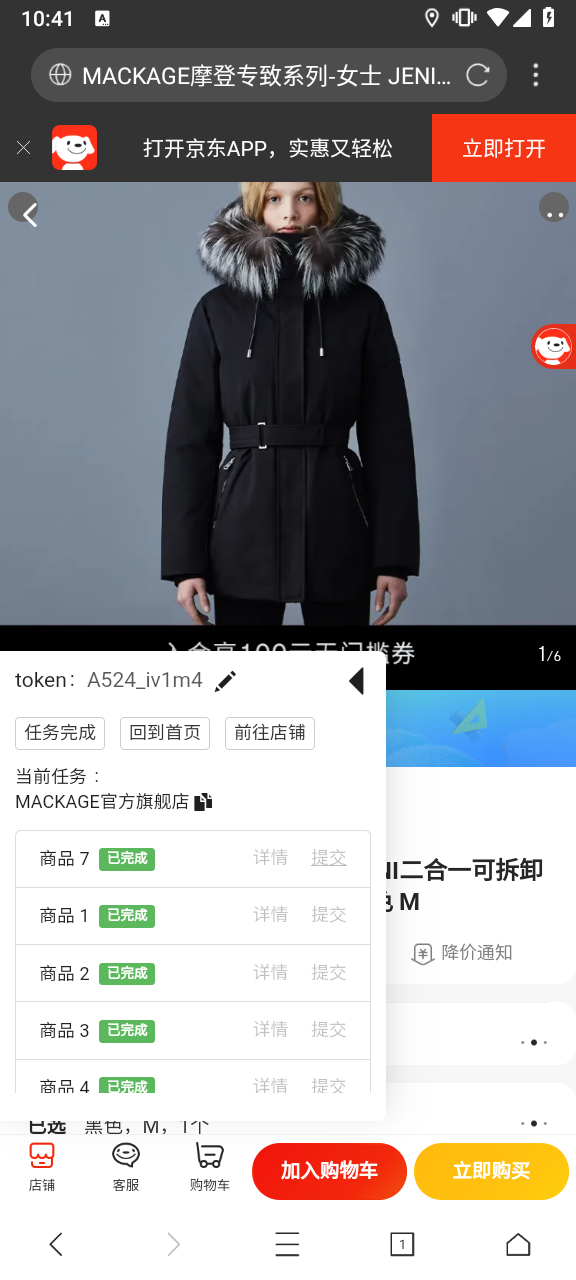 10:41
A
MACKAGE摩登专致系列-女士 JENI...
打开京东APP，实惠又轻松
立即打开
1/6
token： A524_iv1m4
任务完成 回到首页 前往店铺
当前任务：
MACKAGE官方旗舰店
商品 7 已完成 详情 提交
商品 1 已完成 详情 提交
商品 2 已完成 详情 提交
商品 3 已完成 详情 提交
商品 4 已完成 详情 提交
NI二合一可拆卸
色 M
降价通知
已选 黑色，M，1个
店铺 客服 购物车 加入购物车 立即购买
1